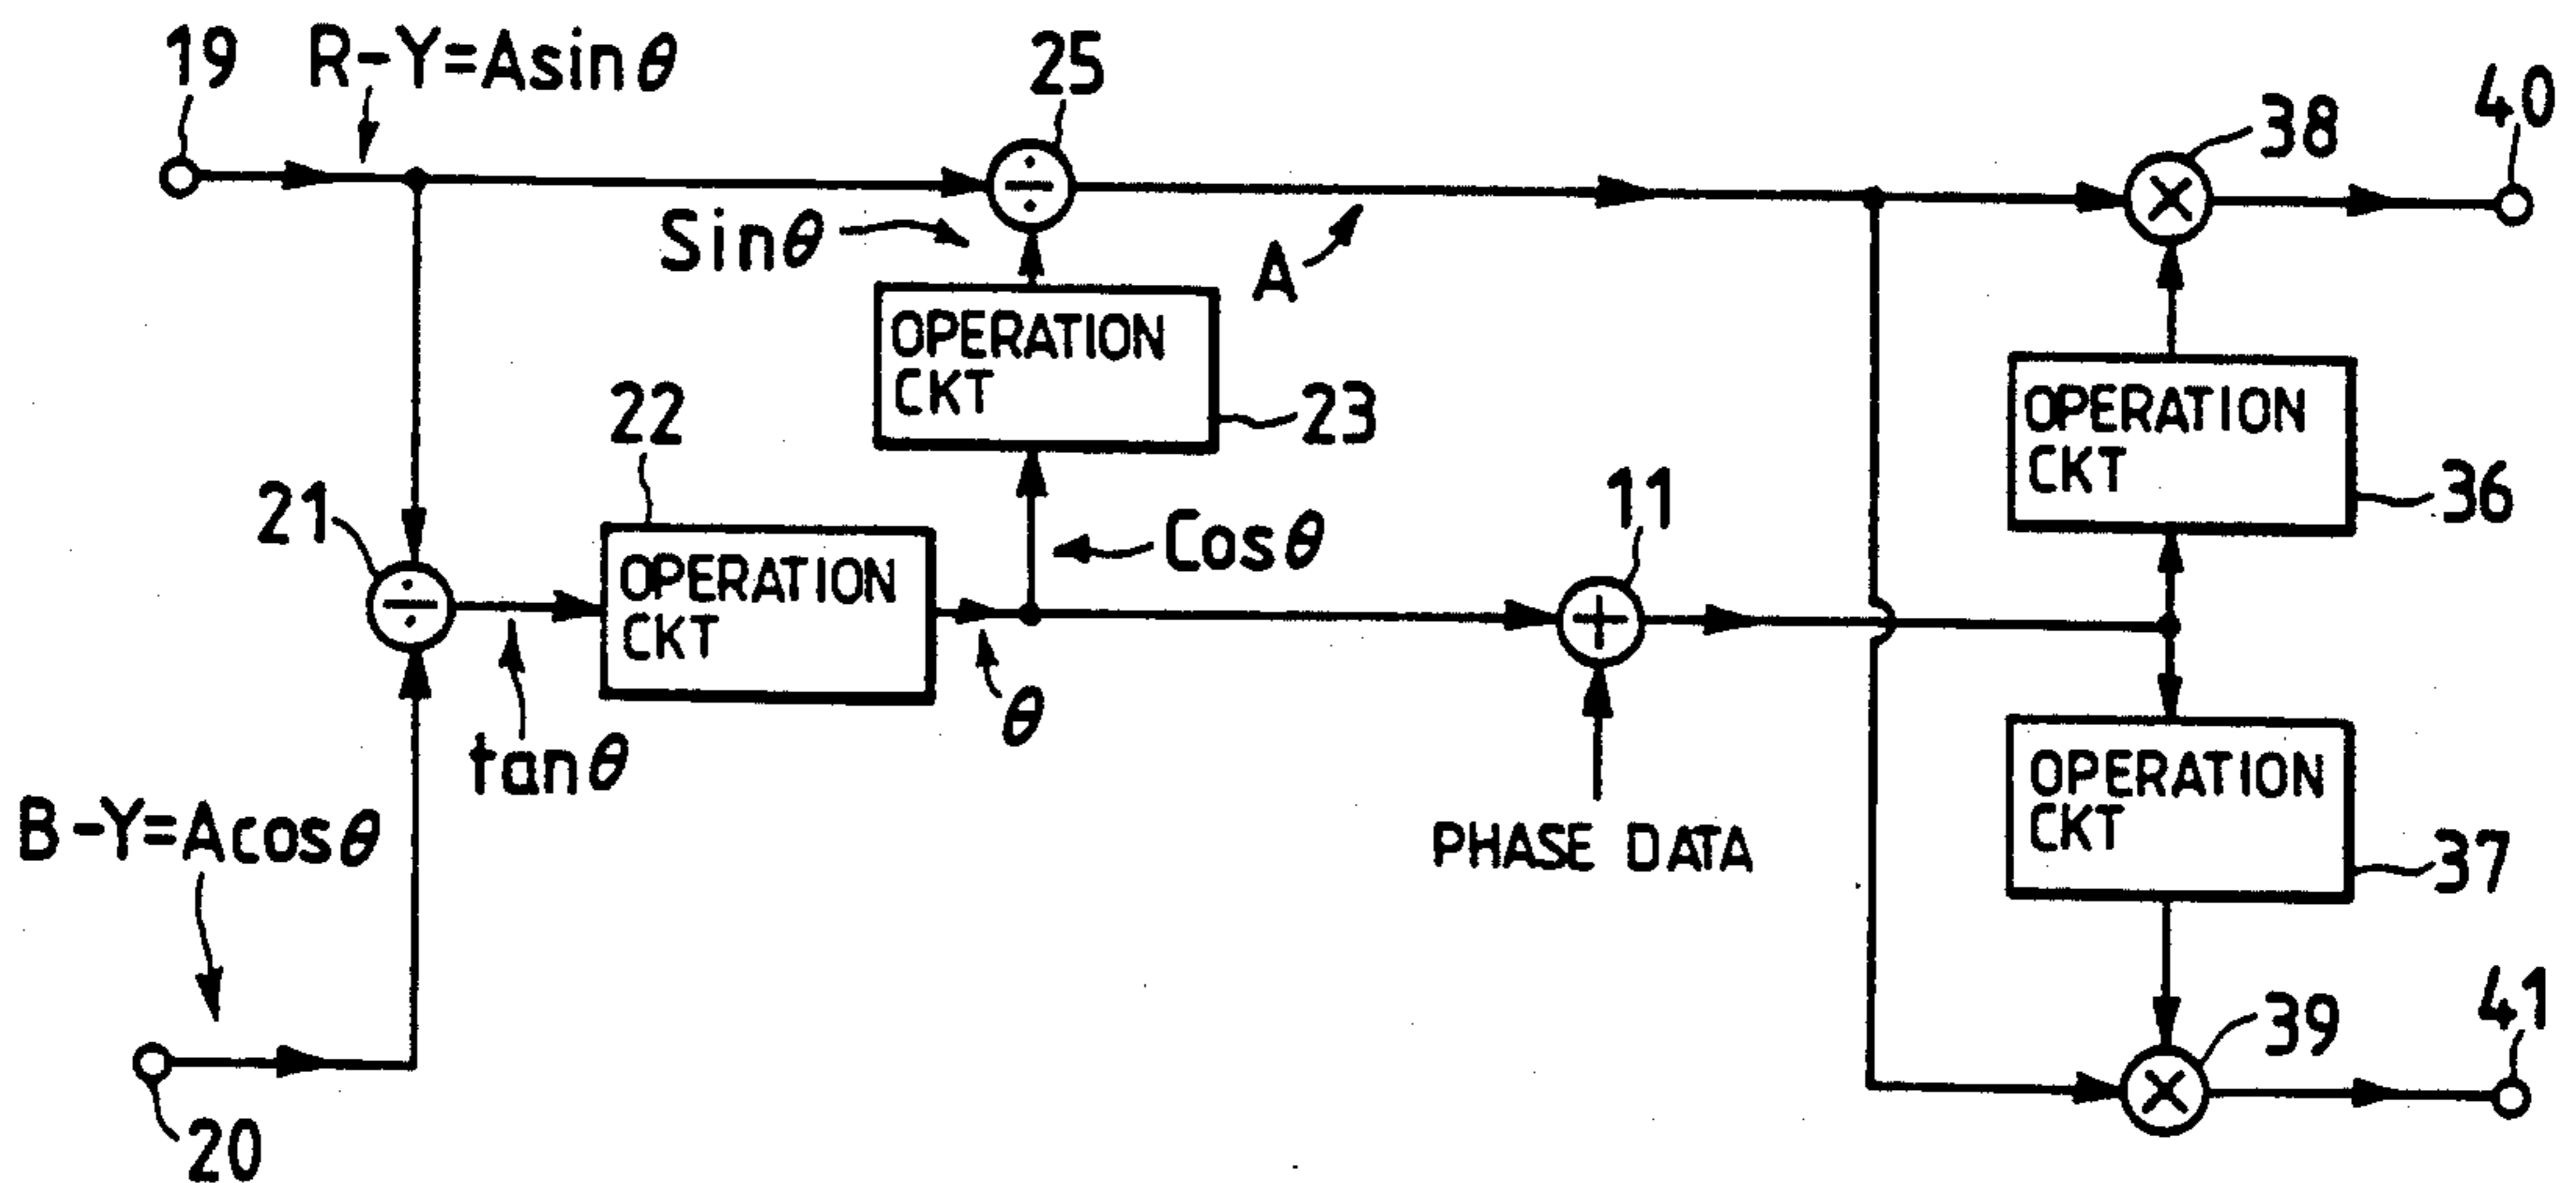 19
R-Y=Asinθ
25
38
40
Sinθ
A
OPERATION
CKT
23
OPERATION
CKT
36
22
21
11
Cosθ
OPERATION
CKT
θ
tanθ
B-Y=Acosθ
PHASE DATA
OPERATION
CKT
37
39
41
20